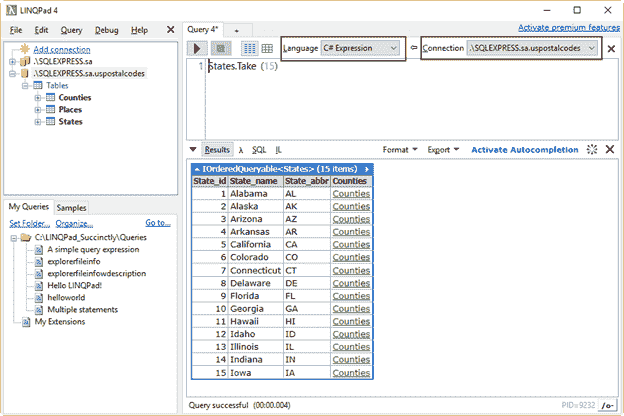 LINQPad 4
File Edit Query Debug Help
Add connection
.\SQLEXPRESS.sa
.\SQLEXPRESS.sa.uspostalcodes
Tables
Counties
Places
States
My Queries Samples
Set Folder... Organize... Go to...
C:\LINQPad_Succinctly\Queries
A simple query expression
explorerfileinfo
explorerfileinfowdescription
Hello LINQPad!
helloworld
Multiple statements
My Extensions
Query 4* +
Activate premium features
Language C# Expression Connection .\SQLEXPRESS.sa.uspostalcodes
1 States.Take (15)
Results λ SQL IL Format Export Activate Autocompletion
IOrderedQueryable<States> (15 items)
State_id State_name State_abbr Counties
1 Alabama AL Counties
2 Alaska AK Counties
3 Arizona AZ Counties
4 Arkansas AR Counties
5 California CA Counties
6 Colorado CO Counties
7 Connecticut CT Counties
8 Delaware DE Counties
9 Florida FL Counties
10 Georgia GA Counties
11 Hawaii HI Counties
12 Idaho ID Counties
13 Illinois IL Counties
14 Indiana IN Counties
15 Iowa IA Counties
Query successful (00:00.004) PID=9232 /o-